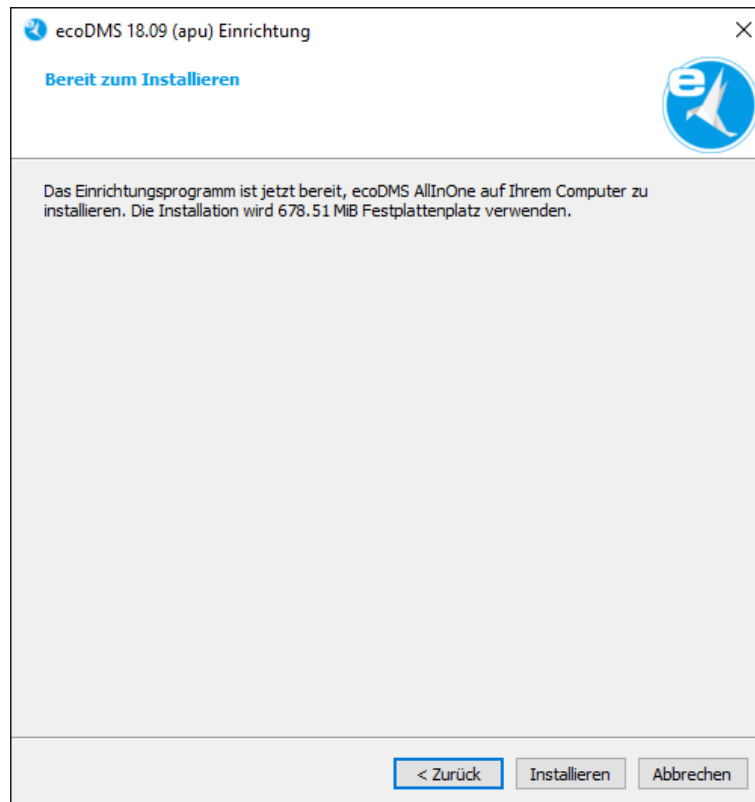 ecoDMS 18.09 (apu) Einrichtung
Bereit zum Installieren
e
Das Einrichtungsprogramm ist jetzt bereit, ecoDMS AllInOne auf Ihrem Computer zu
installieren. Die Installation wird 678.51 MiB Festplattenplatz verwenden.
< Zurück Installieren Abbrechen